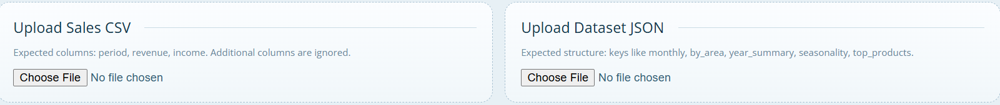 Upload Sales CSV
Expected columns: period, revenue, income. Additional columns are ignored.
Choose File No file chosen
Upload Dataset JSON
Expected structure: keys like monthly, by_area, year_summary, seasonality, top_products.
Choose File No file chosen